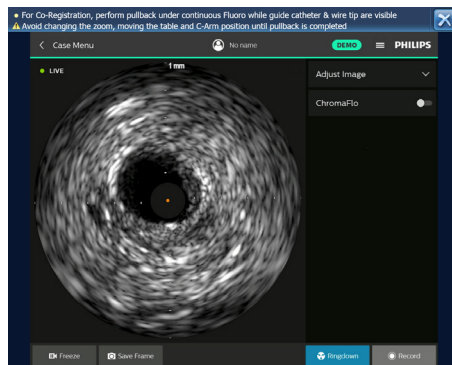 For Co-Registration, perform pullback under continuous Fluoro while guide catheter & wire tip are visible
Avoid changing the zoom, moving the table and C-Arm position until pullback is completed
Case Menu
No name
DEMO
PHILIPS
LIVE
1 mm
Adjust Image
ChromaFlo
Freeze
Save Frame
Ringdown
Record